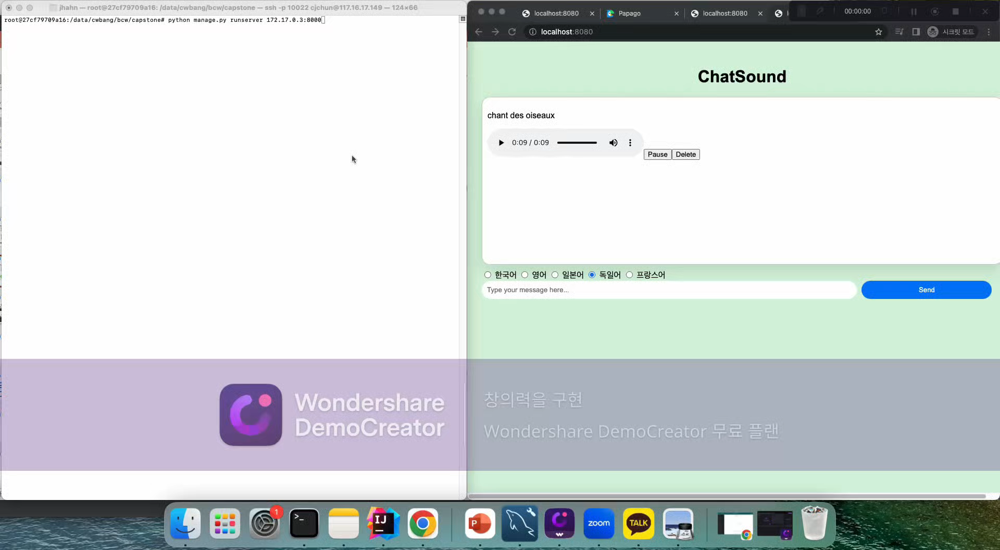 jhahn — root@27cf79709a16: /data/cwbang/bcw/capstone — ssh -p 10022 cjchun@117.16.17.149 — 124×66
root@27cf79709a16:/data/cwbang/bcw/capstone# python manage.py runserver 172.17.0.3:8000
localhost:8080
Papago
localhost:8080
00:00:00
localhost:8080
시크릿 모드
ChatSound
chant des oiseaux
0:09 / 0:09
Pause
Delete
한국어 영어 일본어 독일어 프랑스어
Type your message here...
Send
Wondershare
DemoCreator
창의력을 구현
Wondershare DemoCreator 무료 플랜
1
>_
IJ
P
zoom
TALK